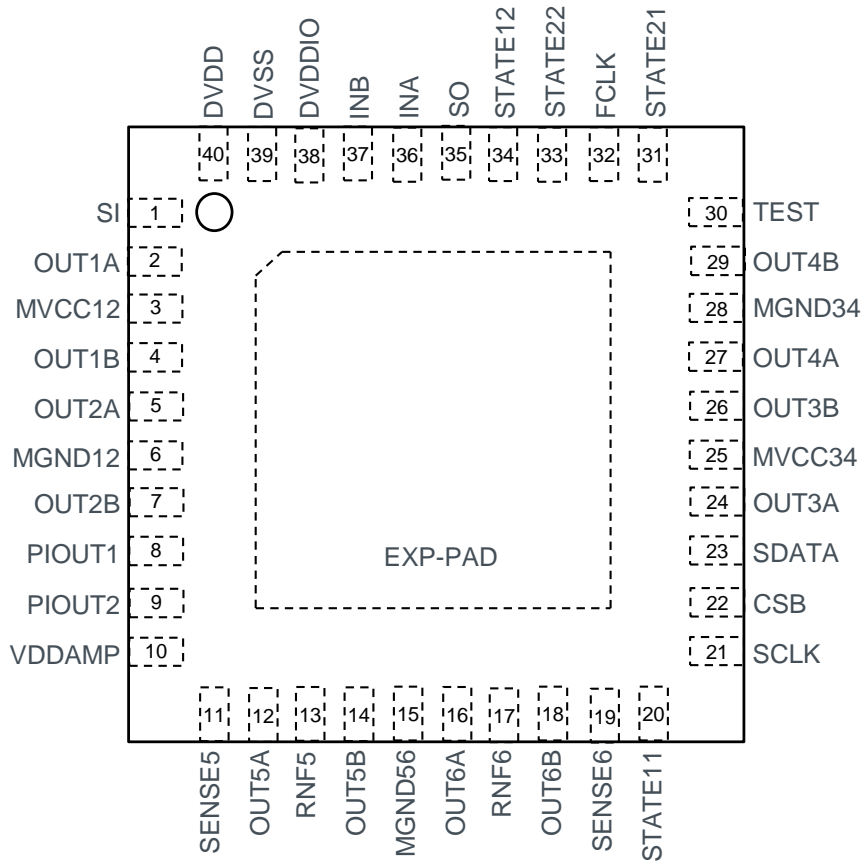 DVDD
DVSS
DVDDIO
INB
INA
SO
STATE12
STATE22
FCLK
STATE21
40
39
38
37
36
35
34
33
32
31
SI 1
OUT1A 2
MVCC12 3
OUT1B 4
OUT2A 5
MGND12 6
OUT2B 7
PIOUT1 8
PIOUT2 9
VDDAMP 10
EXP-PAD
30 TEST
29 OUT4B
28 MGND34
27 OUT4A
26 OUT3B
25 MVCC34
24 OUT3A
23 SDATA
22 CSB
21 SCLK
11
12
13
14
15
16
17
18
19
20
SENSE5
OUT5A
RNF5
OUT5B
MGND56
OUT6A
RNF6
OUT6B
SENSE6
STATE11